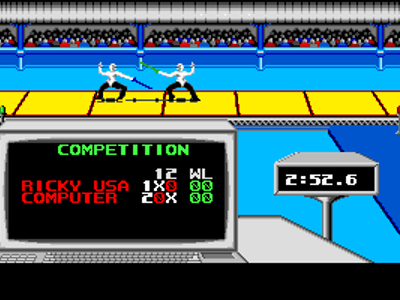 COMPETITION
12 WL
RICKY USA 1X0 00
COMPUTER 20X 00
2:52.6